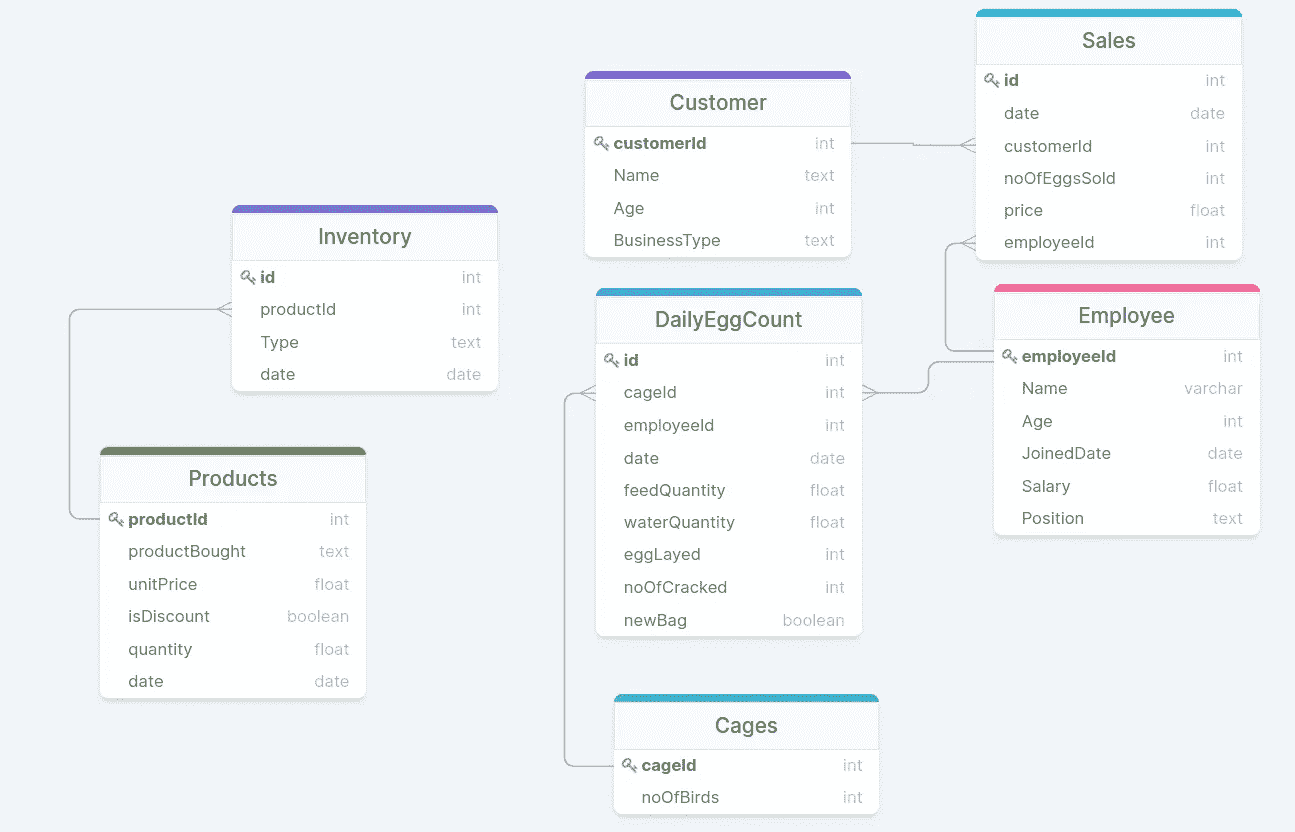 Sales
id int
date date
customerId int
noOfEggsSold int
price float
employeeId int
Customer
customerId int
Name text
Age int
BusinessType text
Inventory
id int
productId int
Type text
date date
DailyEggCount
id int
cageId int
employeeId int
date date
feedQuantity float
waterQuantity float
eggLayed int
noOfCracked int
newBag boolean
Employee
employeeId int
Name varchar
Age int
JoinedDate date
Salary float
Position text
Products
productId int
productBought text
unitPrice float
isDiscount boolean
quantity float
date date
Cages
cageId int
noOfBirds int